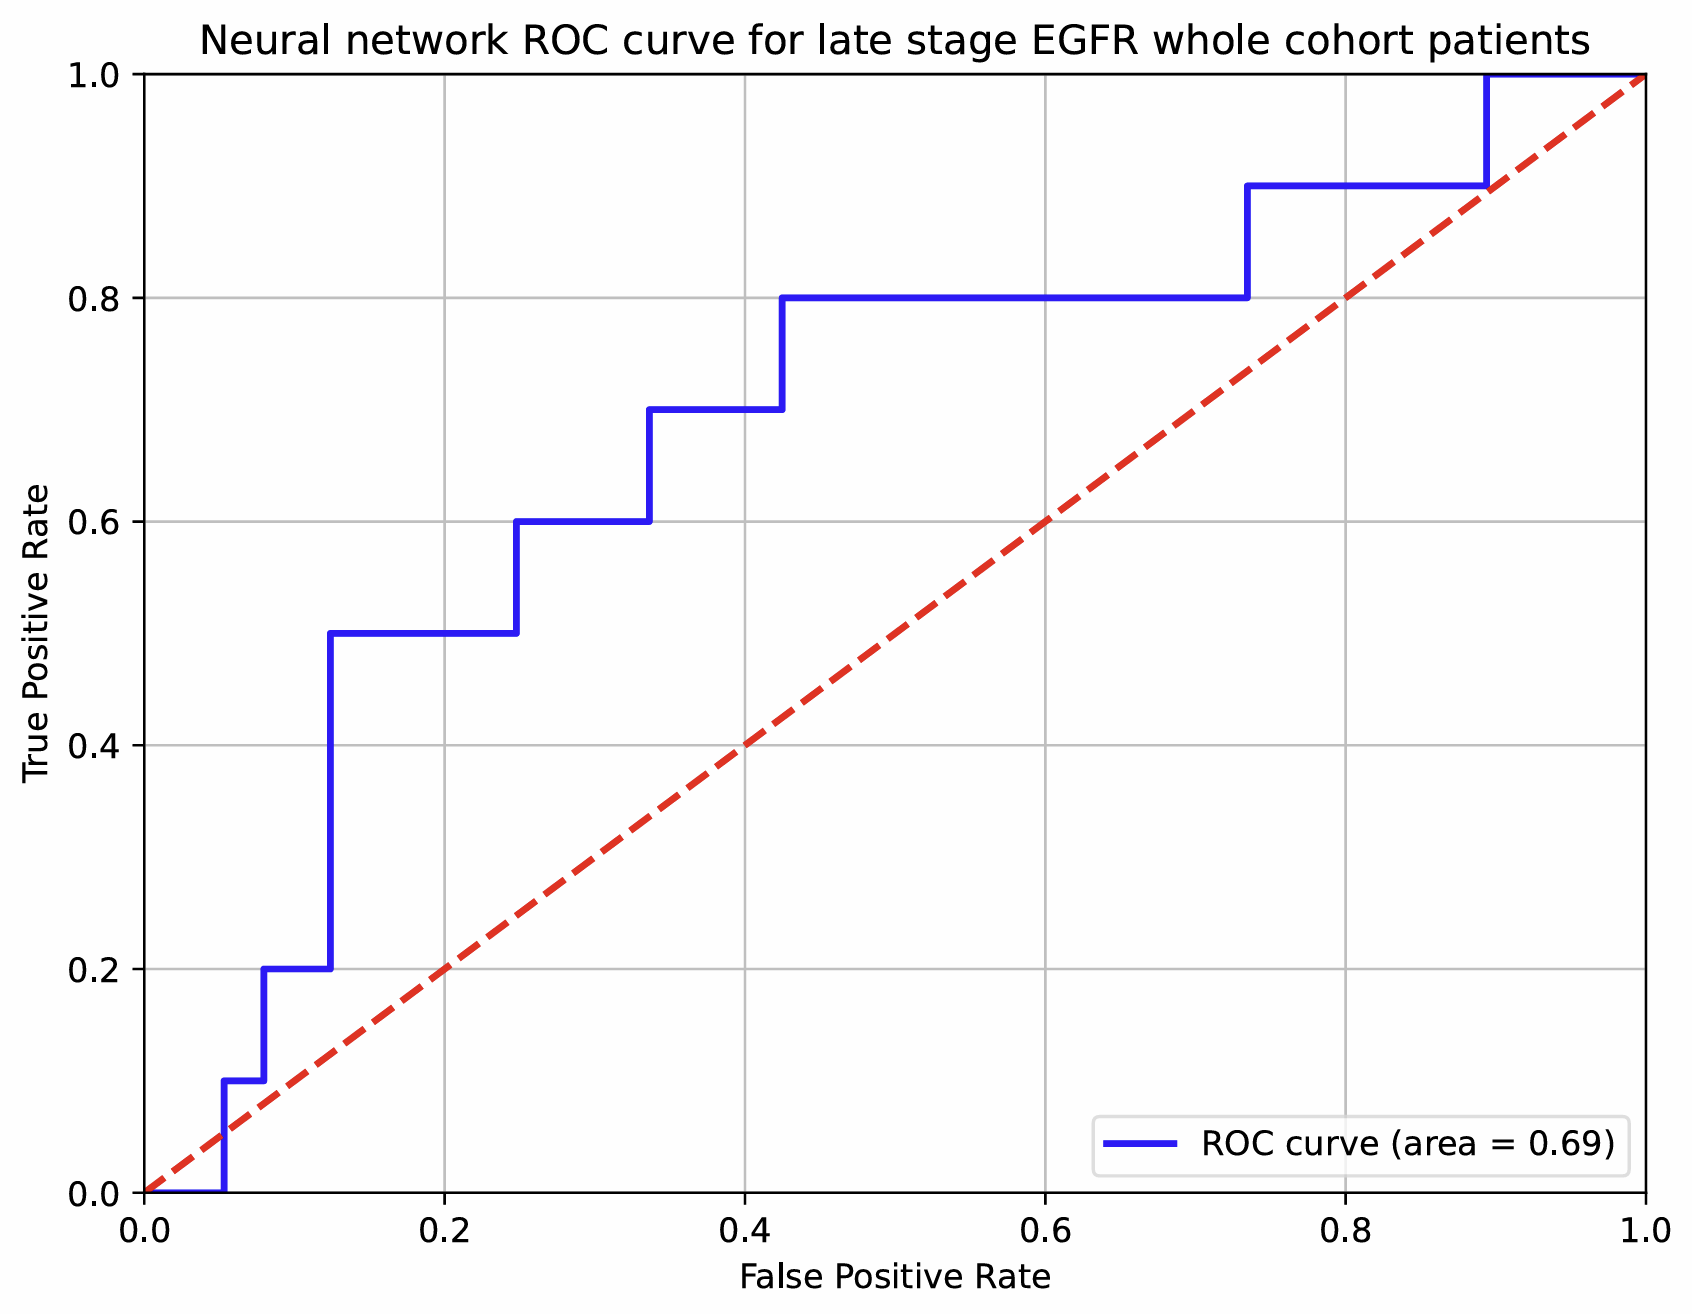 Neural network ROC curve for late stage EGFR whole cohort patients
1.0
0.8
0.6
0.4
0.2
0.0
True Positive Rate
0.0 0.2 0.4 0.6 0.8 1.0
False Positive Rate
ROC curve (area = 0.69)